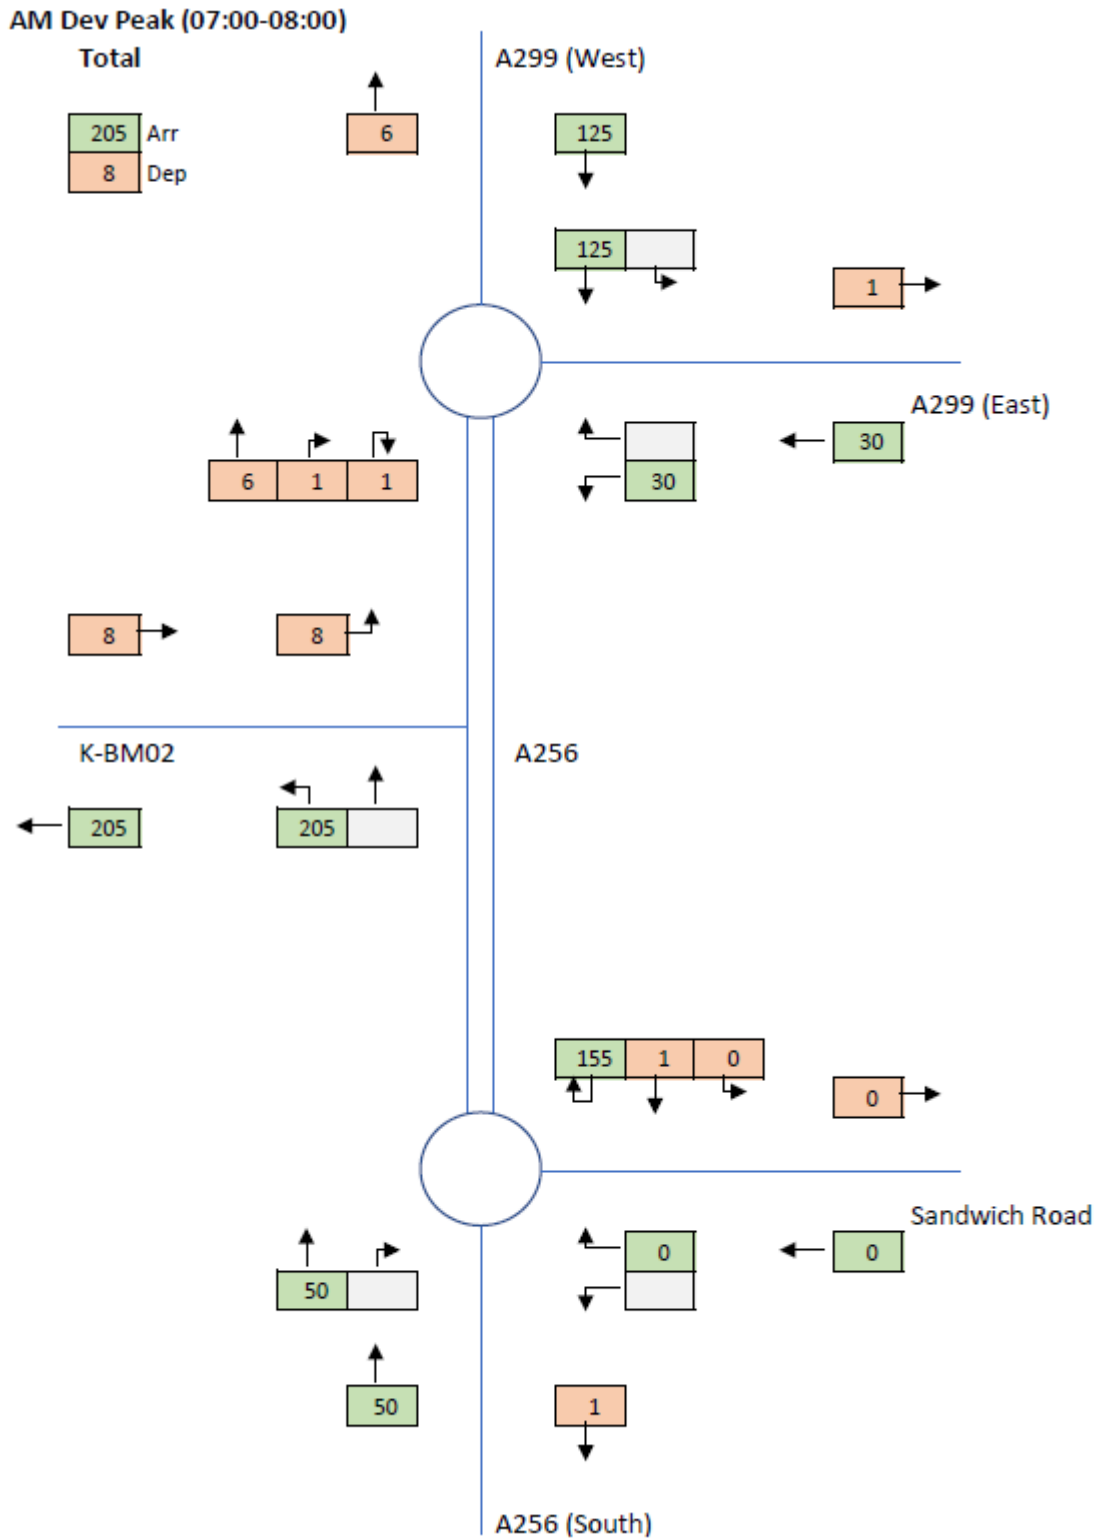 AM Dev Peak (07:00-08:00)
Total
A299 (West)
205 Arr
6
125
8 Dep
125
1
A299 (East)
30
6 1 1
30
8
8
K-BM02
A256
205
205
155 1 0
0
Sandwich Road
0
0
50
50
1
A256 (South)